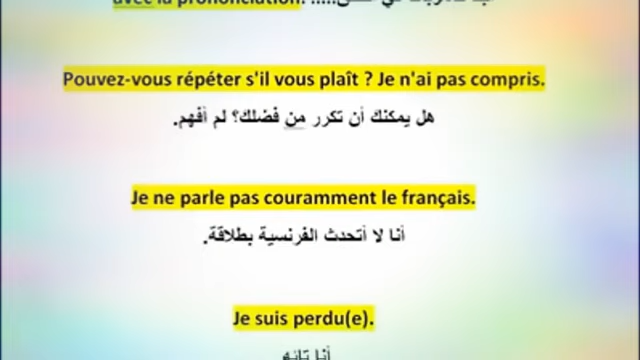 avec la prononciation.
Pouvez-vous répéter s'il vous plaît ? Je n'ai pas compris.
هل يمكنك أن تكرر من فضلك؟ لم أفهم.
Je ne parle pas couramment le français.
أنا لا أتحدث الفرنسية بطلاقة.
Je suis perdu(e).
أنا تائه